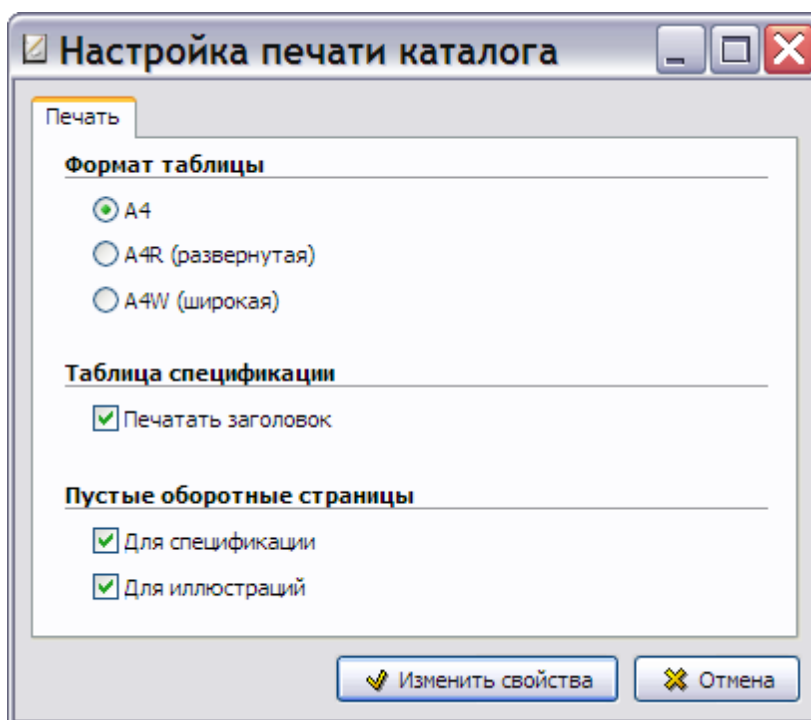 Настройка печати каталога
Печать
Формат таблицы
A4
A4R (развернутая)
A4W (широкая)
Таблица спецификации
Печатать заголовок
Пустые оборотные страницы
Для спецификации
Для иллюстраций
Изменить свойства
Отмена